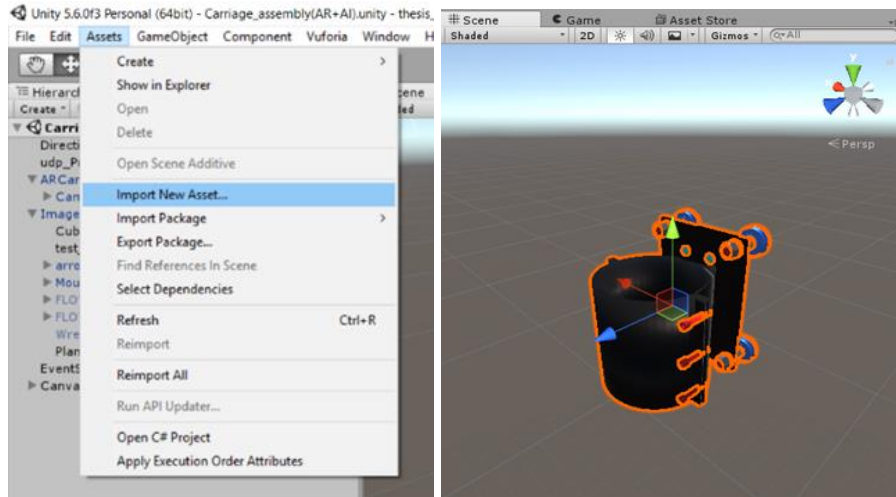 Unity 5.6.0f3 Personal (64bit) - Carriage_assembly(AR+AI).unity - thesis_
File Edit Assets GameObject Component Vuforia Window H
Hierarc
Create
Carri
Directi
udp_P
ARCar
Can
Image
Cub
test_
arro
Mou
FLO
FLO
Wre
Plan
EventS
Canva
Create
Show in Explorer
Open
Delete
Open Scene Additive
Import New Asset...
Import Package
Export Package...
Find References In Scene
Select Dependencies
Refresh Ctrl+R
Reimport
Reimport All
Run API Updater...
Open C# Project
Apply Execution Order Attributes
cene
ded
Scene Game Asset Store
Shaded 2D Gizmos All
y
Persp